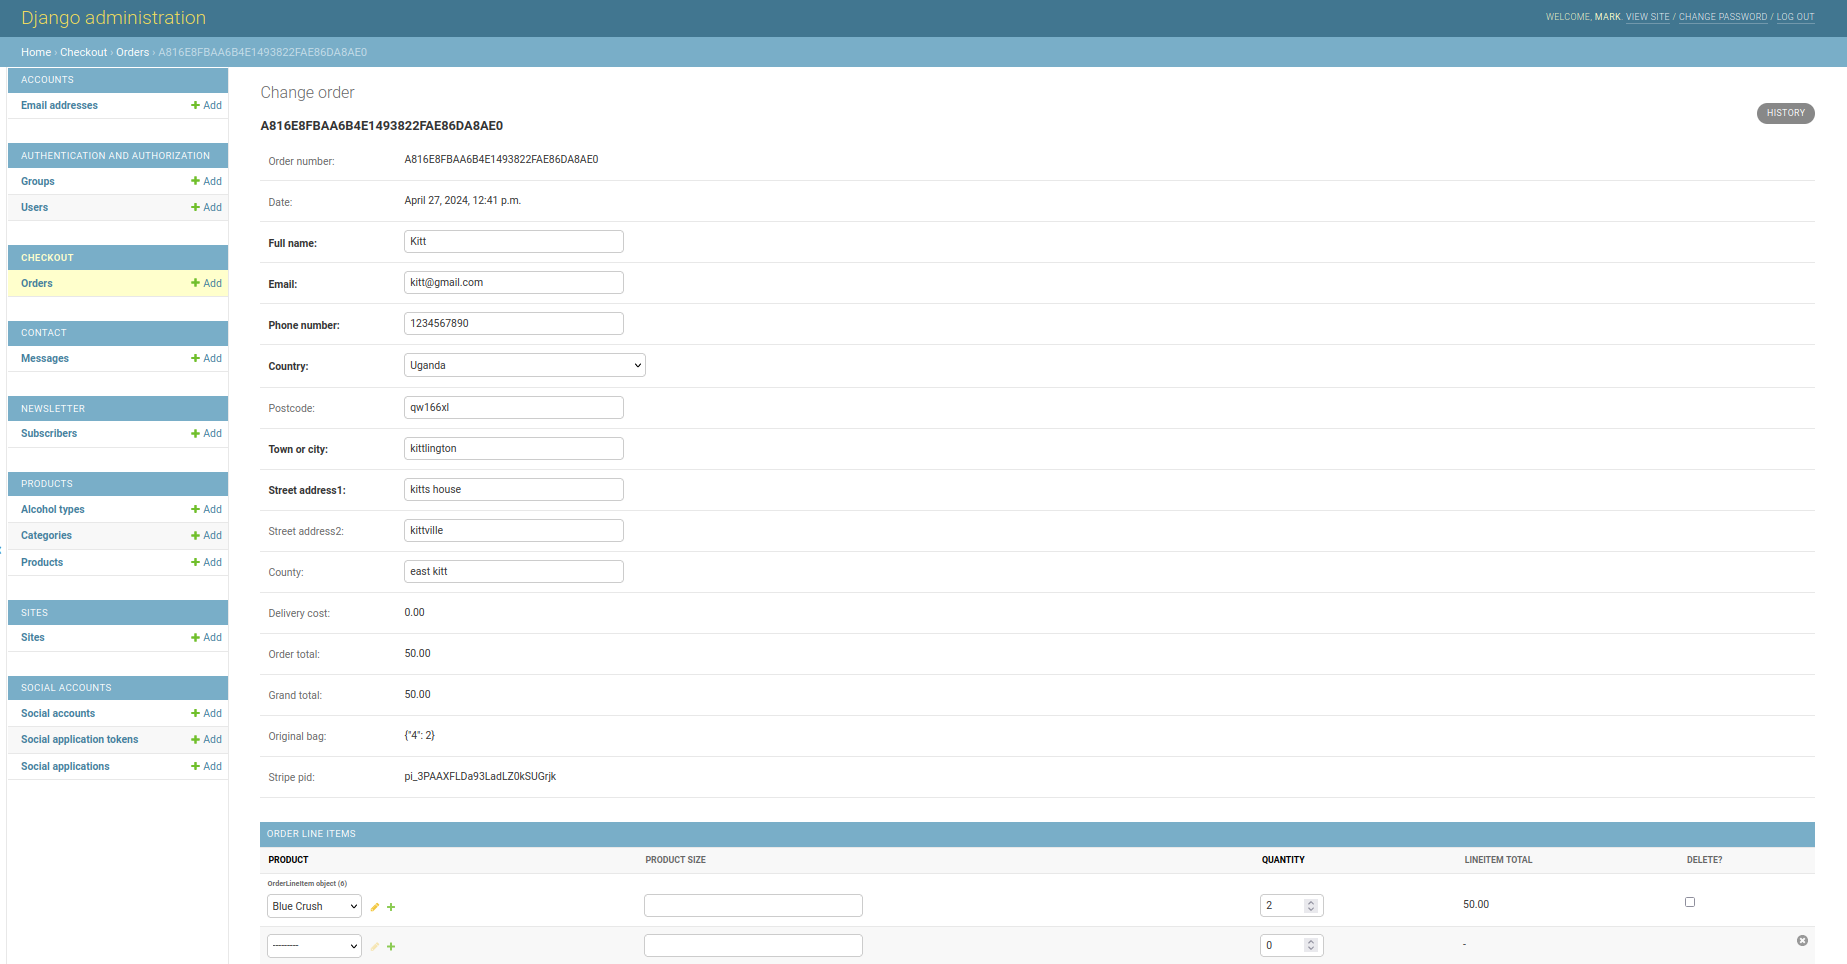 Django administration
WELCOME, MARK. VIEW SITE / CHANGE PASSWORD / LOG OUT
Home › Checkout › Orders › A816E8FBAA6B4E1493822FAE86DA8AE0
ACCOUNTS
Email addresses + Add
AUTHENTICATION AND AUTHORIZATION
Groups + Add
Users + Add
CHECKOUT
Orders + Add
CONTACT
Messages + Add
NEWSLETTER
Subscribers + Add
PRODUCTS
Alcohol types + Add
Categories + Add
Products + Add
SITES
Sites + Add
SOCIAL ACCOUNTS
Social accounts + Add
Social application tokens + Add
Social applications + Add
Change order
HISTORY
A816E8FBAA6B4E1493822FAE86DA8AE0
Order number: A816E8FBAA6B4E1493822FAE86DA8AE0
Date: April 27, 2024, 12:41 p.m.
Full name: Kitt
Email: kitt@gmail.com
Phone number: 1234567890
Country: Uganda
Postcode: qw166xl
Town or city: kittlington
Street address1: kitts house
Street address2: kittville
County: east kitt
Delivery cost: 0.00
Order total: 50.00
Grand total: 50.00
Original bag: {"4": 2}
Stripe pid: pi_3PAAXFLDa93LadLZ0kSUGrjk
ORDER LINE ITEMS
PRODUCT PRODUCT SIZE QUANTITY LINEITEM TOTAL DELETE?
OrderLineItem object (6)
Blue Crush 2 50.00
--------- 0 -